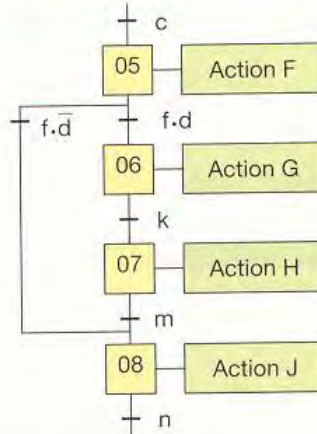 c
05 Action F
f·d̅ f·d
06 Action G
k
07 Action H
m
08 Action J
n